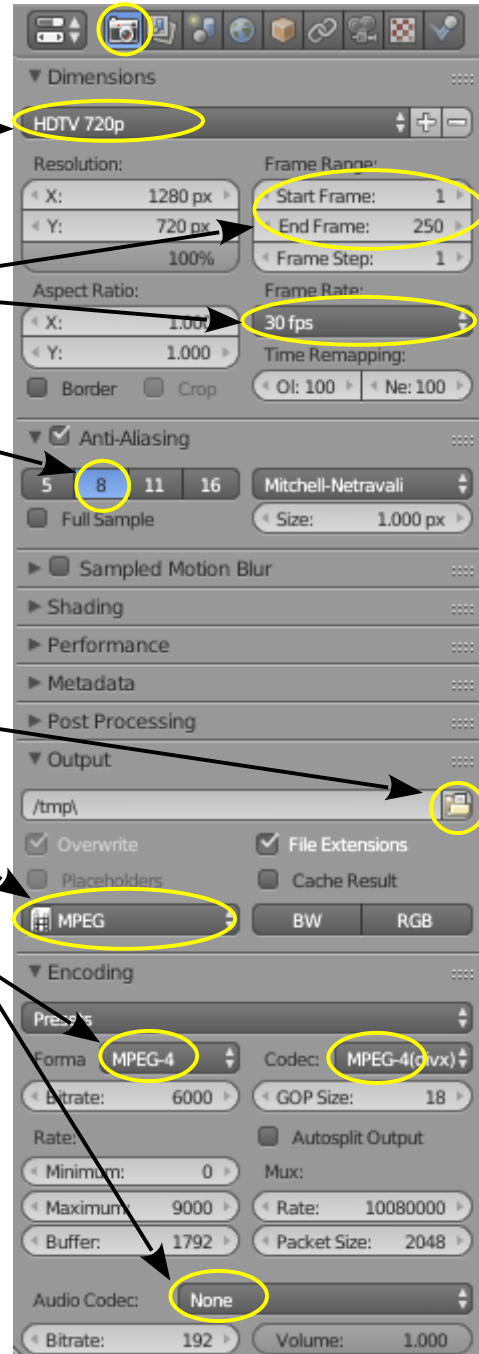 Dimensions
HDTV 720p
Resolution: Frame Range:
X: 1280 px Start Frame: 1
Y: 720 px End Frame: 250
100% Frame Step: 1
Aspect Ratio: Frame Rate:
X: 1.000 30 fps
Y: 1.000 Time Remapping:
Border Crop Ol: 100 Ne: 100
Anti-Aliasing
5 8 11 16 Mitchell-Netravali
Full Sample Size: 1.000 px
Sampled Motion Blur
Shading
Performance
Metadata
Post Processing
Output
/tmp\
Overwrite File Extensions
Placeholders Cache Result
MPEG BW RGB
Encoding
Presets
Forma MPEG-4 Codec: MPEG-4(divx)
Bitrate: 6000 GOP Size: 18
Rate: Autosplit Output
Minimum: 0 Mux:
Maximum: 9000 Rate: 10080000
Buffer: 1792 Packet Size: 2048
Audio Codec: None
Bitrate: 192 Volume: 1.000